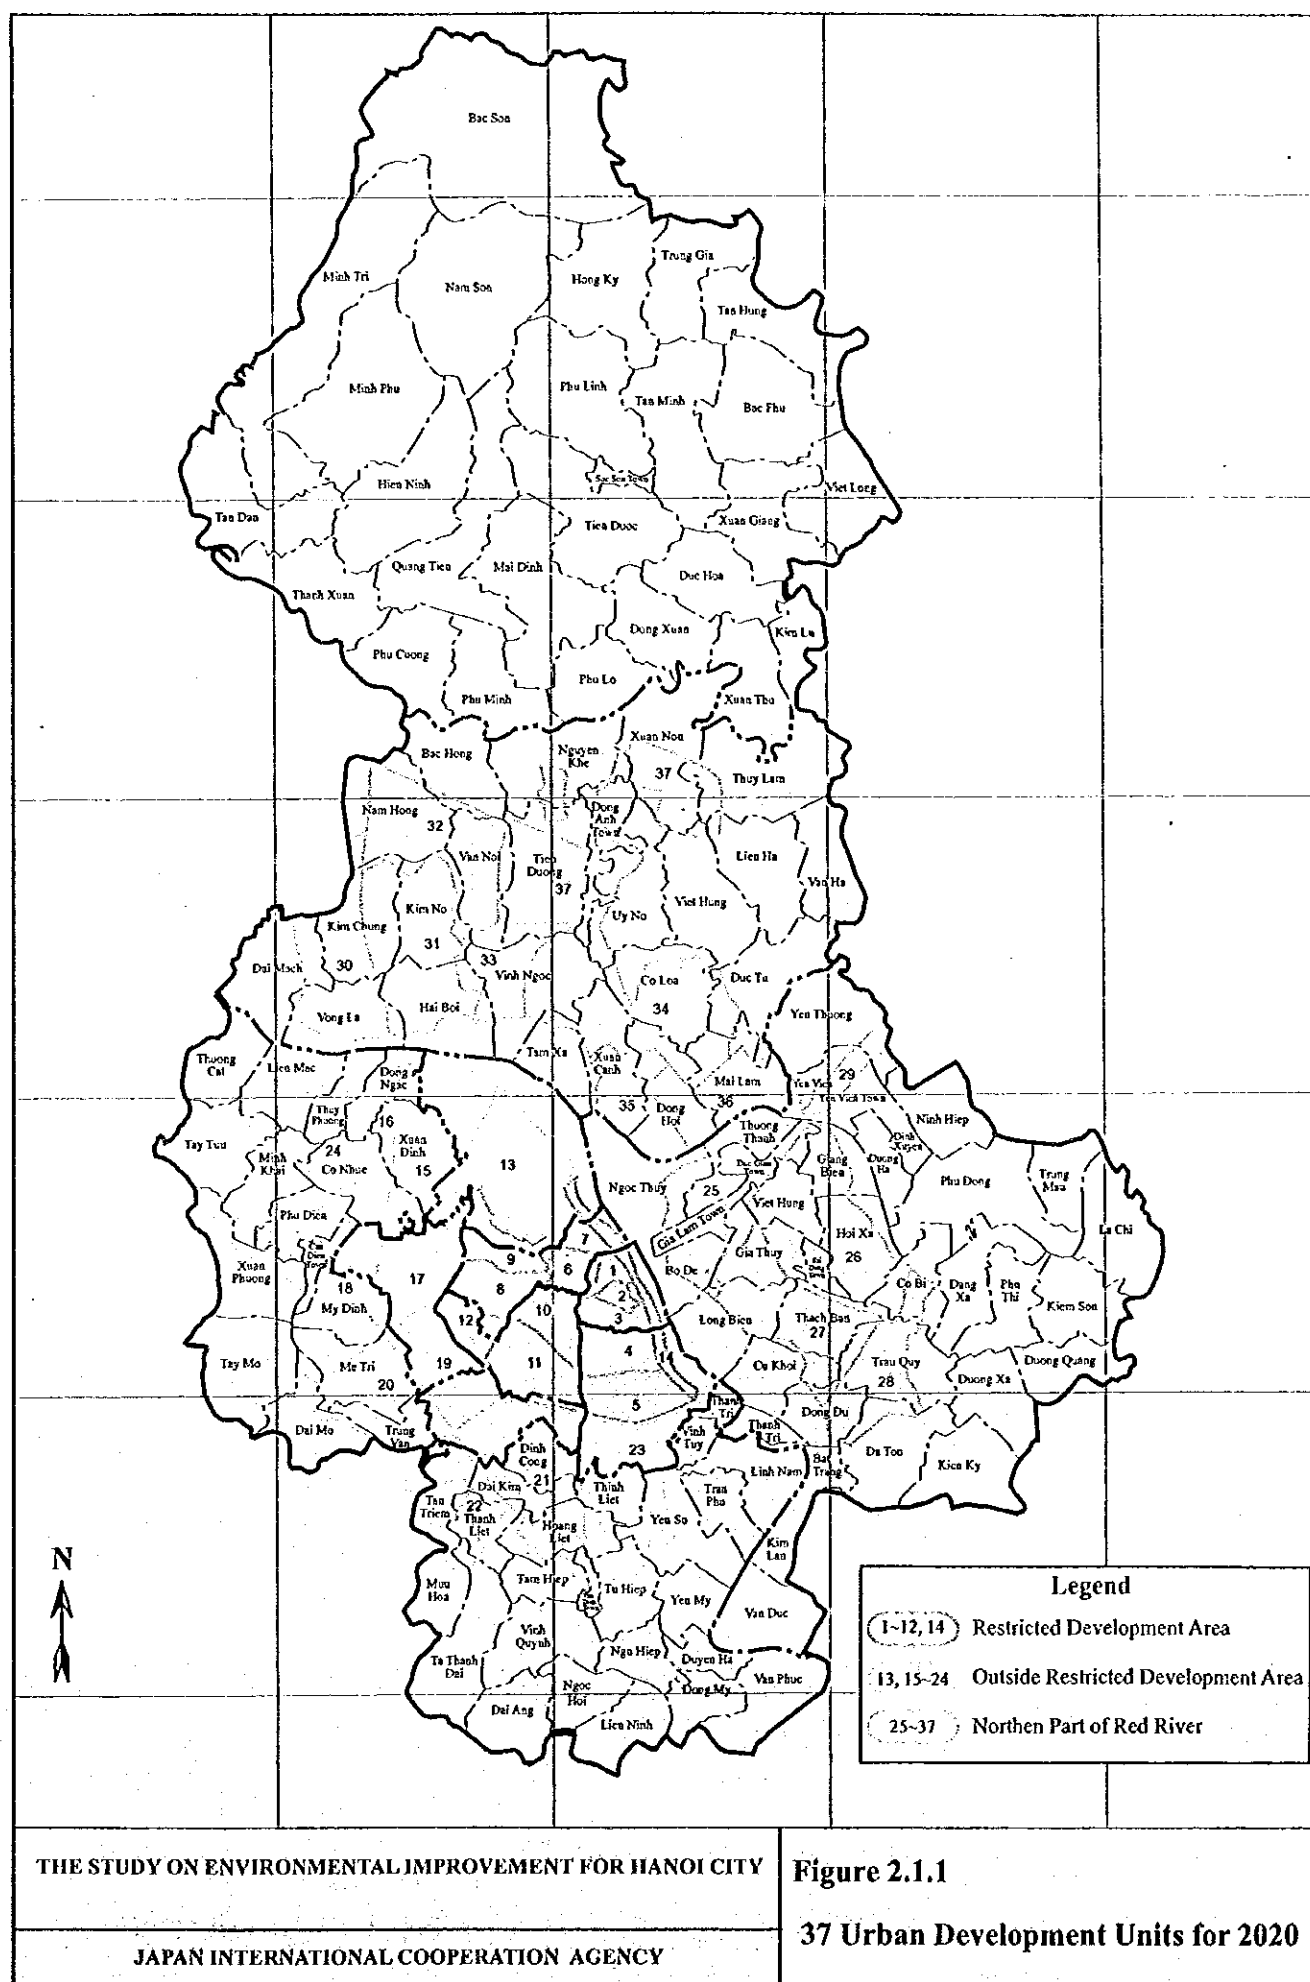 Bac Son
Trung Gia
Minh Tri
Nam Son
Hong Ky
Tan Hung
Minh Phu
Phu Linh
Tan Minh
Bac Phu
Hien Ninh
Soc Son Town
Viet Long
Tan Dan
Tien Duoc
Xuan Giang
Quang Tien
Mai Dinh
Duc Hoa
Thach Xuan
Dong Xuan
Kim Lu
Phu Cuong
Phu Lo
Phu Minh
Xuan Thu
Xuan Non
Bac Hong
Nguyen
Khe
37
Thuy Lam
Nam Hong
Dong
Anh
Town
32
Van Noi
Tien
Duong
37
Lien Ha
Van Ha
Kim No
Viet Hung
Uy No
Kim Chung
31
33
Dai Mach
30
Vinh Ngoc
Co Loa
Duc Tu
Vong La
Hai Boi
34
Yen Thuong
Tam Xa
Xuan
Canh
Thuong
Cat
Lien Mac
Dong
Ngac
Mai Lam
36
Yen Vien
29
Yen Vien Town
35
Dong
Hoi
Thuy
Phuong
16
Ninh Hiep
Tay Tuu
Xuan
Dinh
Thuong
Thanh
Dinh
Xuyen
Minh
Khai
24
Co Nhue
15
13
Duc Giang
Town
Giang
Bien
Duong
Ha
Phu Dong
Trung
Mau
Ngoc Thuy
25
Viet Hung
Phu Dien
Gia Lam Town
Hoi Xa
La Chi
Xuan
Phuong
17
9
7
Gia Thuy
26
18
My Dinh
8
6
1
Bo De
Co Bi
Dang
Xa
Phu
Thi
Kieu Son
12
10
2
3
Long Bien
Thach Ban
27
Tay Mo
Me Tri
19
11
4
14
Cu Khoi
Trau Quy
28
Duong Quang
Duong Xa
20
5
Thanh
Tri
Dong Du
Dai Mo
Trung
Van
Vinh
Tuy
Thanh
Tri
Dinh
Cong
23
Bat
Trang
Da Ton
Kieu Ky
Linh Nam
Dai Kim
21
Thinh
Liet
Tran
Phu
Tan
Triem
22
Thanh
Liet
Hoang
Liet
Yen So
Kim
Lan
N
Tam Hiep
Tu Hiep
Huu
Hoa
Yen My
Van Duc
Vinh
Quynh
Ngu Hiep
Duyen Ha
Ta Thanh
Oai
Ngoc
Hoi
Dong My
Van Phuc
Dai Ang
Lien Ninh
Legend
1~12, 14 Restricted Development Area
13, 15~24 Outside Restricted Development Area
25~37 Northen Part of Red River
THE STUDY ON ENVIRONMENTAL IMPROVEMENT FOR HANOI CITY
JAPAN INTERNATIONAL COOPERATION AGENCY
Figure 2.1.1
37 Urban Development Units for 2020